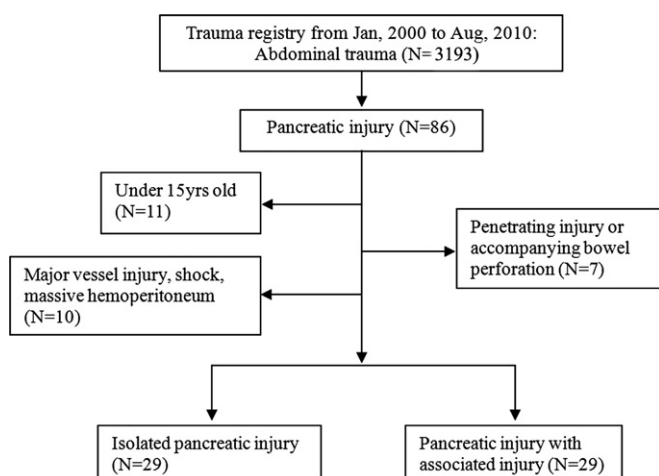 Trauma registry from Jan, 2000 to Aug, 2010:
Abdominal trauma (N= 3193)
Pancreatic injury (N=86)
Under 15yrs old
(N=11)
Penetrating injury or
accompanying bowel
perforation (N=7)
Major vessel injury, shock,
massive hemoperitoneum
(N=10)
Isolated pancreatic injury
(N=29)
Pancreatic injury with
associated injury (N=29)